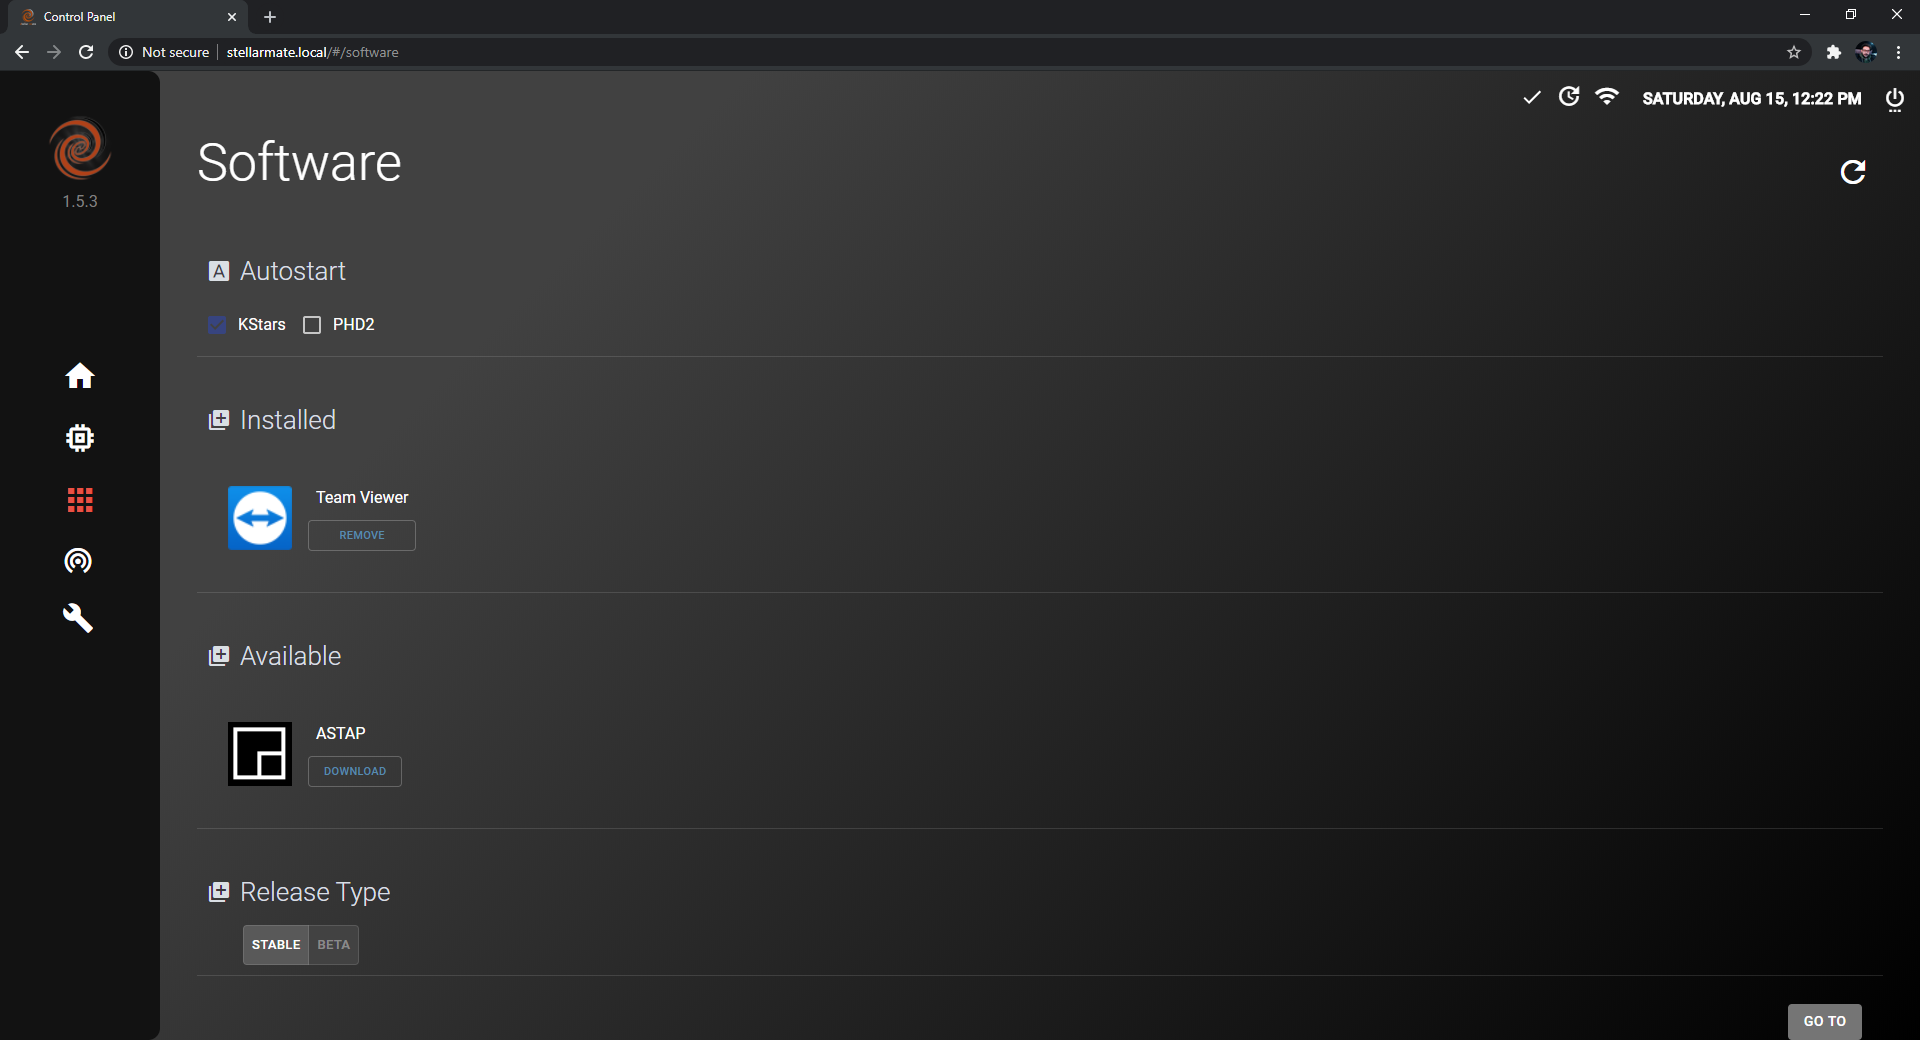 Control Panel
Not secure stellarmate.local/#/software
SATURDAY, AUG 15, 12:22 PM
1.5.3
Software
A Autostart
KStars PHD2
Installed
Team Viewer
REMOVE
Available
ASTAP
DOWNLOAD
Release Type
STABLE BETA
GO TO